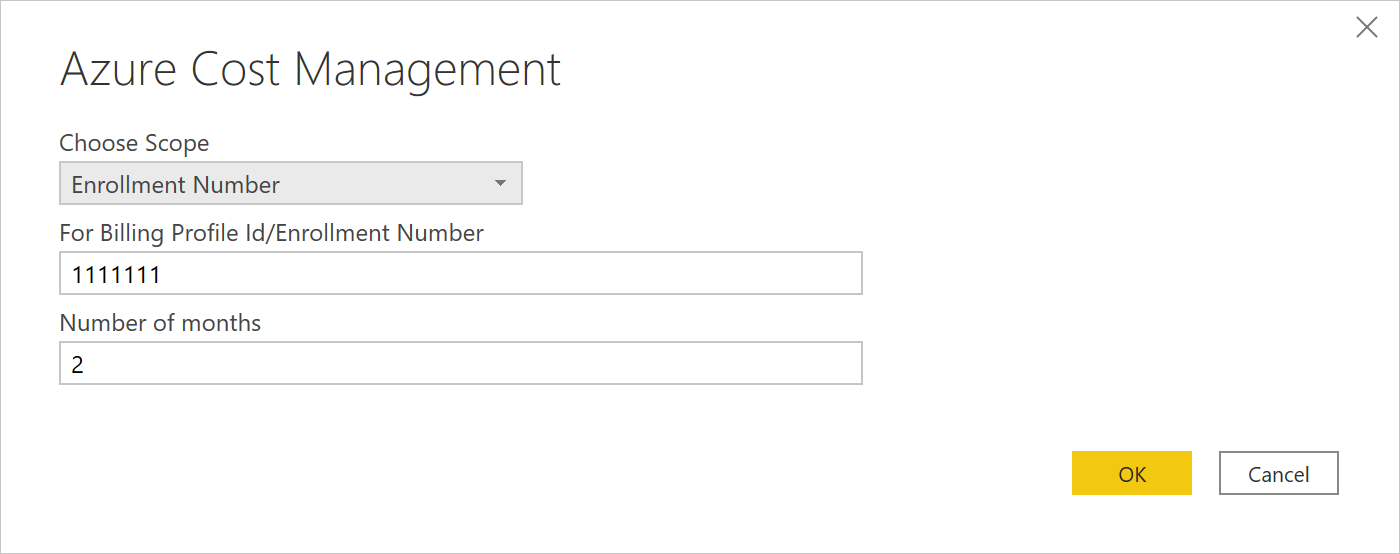 Azure Cost Management
Choose Scope
Enrollment Number
For Billing Profile Id/Enrollment Number
1111111
Number of months
2
OK
Cancel